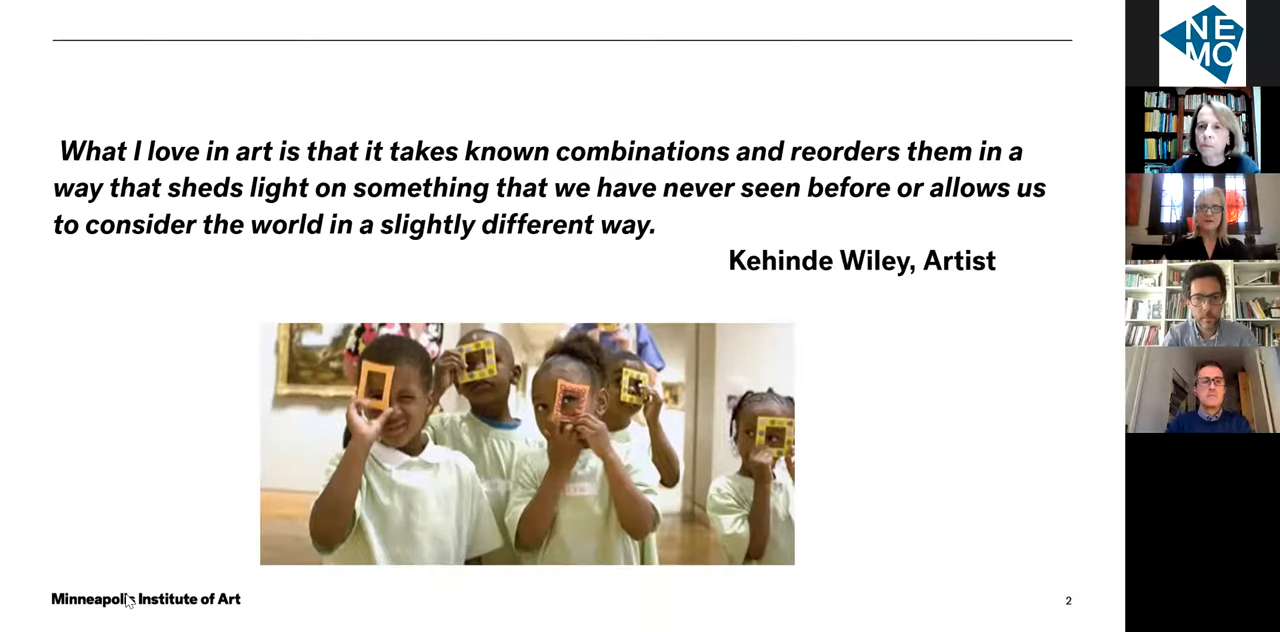 What I love in art is that it takes known combinations and reorders them in a
way that sheds light on something that we have never seen before or allows us
to consider the world in a slightly different way.
Kehinde Wiley, Artist
Minneapolis Institute of Art
2
NE
MO